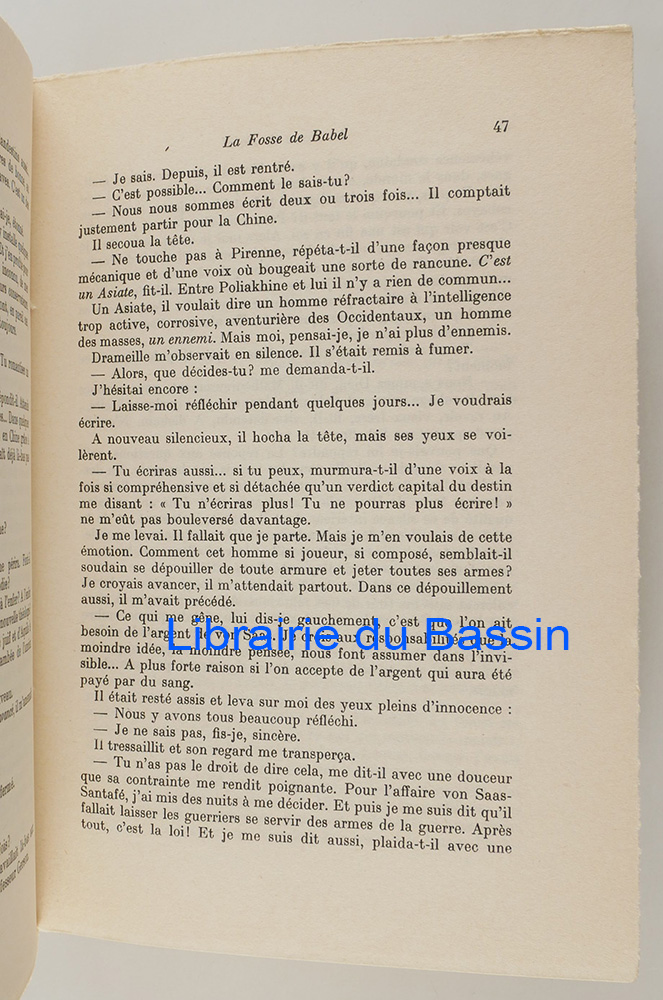 La Fosse de Babel 47
— Je sais. Depuis, il est rentré.
— C'est possible... Comment le sais-tu?
— Nous nous sommes écrit deux ou trois fois... Il comptait
justement partir pour la Chine.
Il secoua la tête.
— Ne touche pas à Pirenne, répéta-t-il d'une façon presque
mécanique et d'une voix où bougeait une sorte de rancune. C'est
un Asiate, fit-il. Entre Poliakhine et lui il n'y a rien de commun...
Un Asiate, il voulait dire un homme réfractaire à l'intelligence
trop active, corrosive, aventurière des Occidentaux, un homme
des masses, un ennemi. Mais moi, pensai-je, je n'ai plus d'ennemis.
Drameille m'observait en silence. Il s'était remis à fumer.
— Alors, que décides-tu? me demanda-t-il.
J'hésitai encore :
— Laisse-moi réfléchir pendant quelques jours... Je voudrais
écrire.
A nouveau silencieux, il hocha la tête, mais ses yeux se voi-
lèrent.
— Tu écriras aussi... si tu peux, murmura-t-il d'une voix à la
fois si compréhensive et si détachée qu'un verdict capital du destin
me disant : « Tu n'écriras plus! Tu ne pourras plus écrire! »
ne m'eût pas bouleversé davantage.
Je me levai. Il fallait que je parte. Mais je m'en voulais de cette
émotion. Comment cet homme si joueur, si composé, semblait-il
soudain se dépouiller de toute armure et jeter toutes ses armes?
Je croyais avancer, il m'attendait partout. Dans ce dépouillement
aussi, il m'avait précédé.
— Ce qui me gêne, lui dis-je gauchement, c'est que l'on ait
besoin de l'argent de von Saas. Je crois aux responsabilités que la
moindre idée, la moindre pensée, nous font assumer dans l'invi-
sible... A plus forte raison si l'on accepte de l'argent qui aura été
payé par du sang.
Il était resté assis et leva sur moi des yeux pleins d'innocence :
— Nous y avons tous beaucoup réfléchi.
— Je ne sais pas, fis-je, sincère.
Il tressaillit et son regard me transperça.
— Tu n'as pas le droit de dire cela, me dit-il avec une douceur
que sa contrainte me rendit poignante. Pour l'affaire von Saas-
Santafé, j'ai mis des nuits à me décider. Et puis je me suis dit qu'il
fallait laisser les guerriers se servir des armes de la guerre. Après
tout, c'est la loi! Et je me suis dit aussi, plaida-t-il avec une
Librairie du Bassin